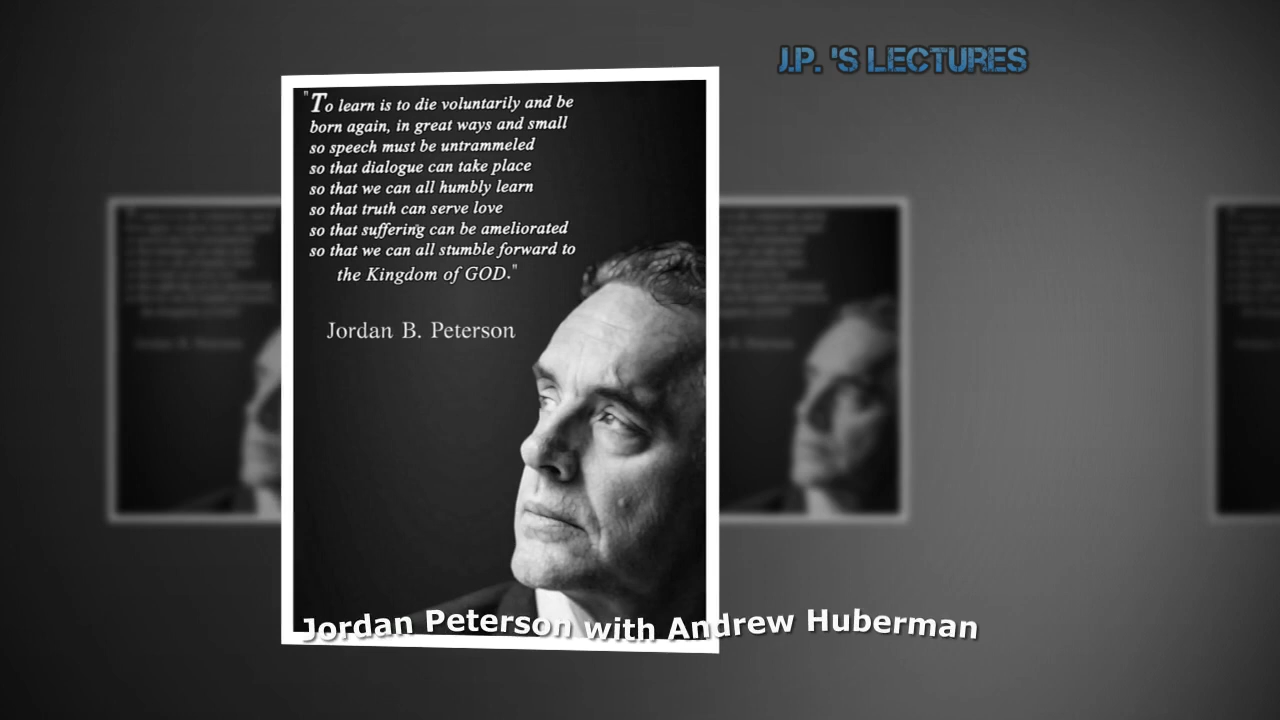 J.P. 'S LECTURES
"To learn is to die voluntarily and be
born again, in great ways and small
so speech must be untrammeled
so that dialogue can take place
so that we can all humbly learn
so that truth can serve love
so that suffering can be ameliorated
so that we can all stumble forward to
the Kingdom of GOD."
Jordan B. Peterson
Jordan Peterson with Andrew Huberman